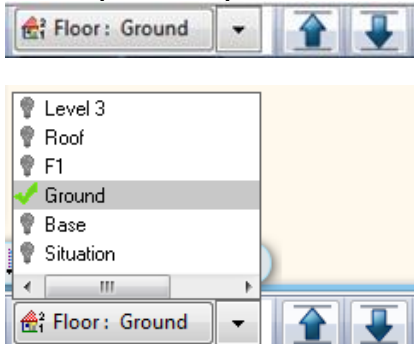 Floor: Ground
Level 3
Roof
F1
Ground
Base
Situation
Floor: Ground